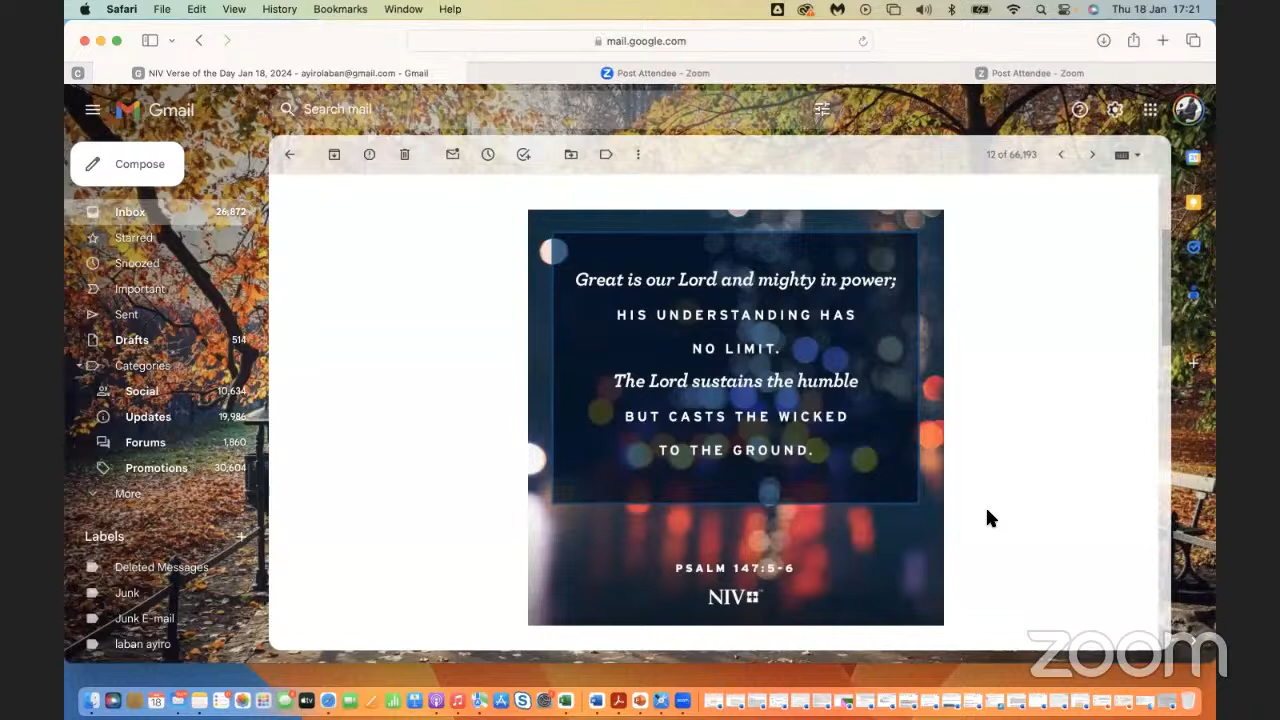 Safari File Edit View History Bookmarks Window Help Thu 18 Jan 17:21
mail.google.com
NIV Verse of the Day Jan 18, 2024 - ayirolaban@gmail.com - Gmail
Post Attendee - Zoom
Post Attendee - Zoom
Gmail
Search mail
Compose
12 of 66,193
Inbox 26,872
Starred
Snoozed
Important
Sent
Drafts 514
Categories
Social 10,634
Updates 19,986
Forums 1,860
Promotions 30,604
More
Labels
Deleted Messages
Junk
Junk E-mail
laban ayiro
Great is our Lord and mighty in power;
HIS UNDERSTANDING HAS
NO LIMIT.
The Lord sustains the humble
BUT CASTS THE WICKED
TO THE GROUND.
PSALM 147:5-6
NIV
zoom